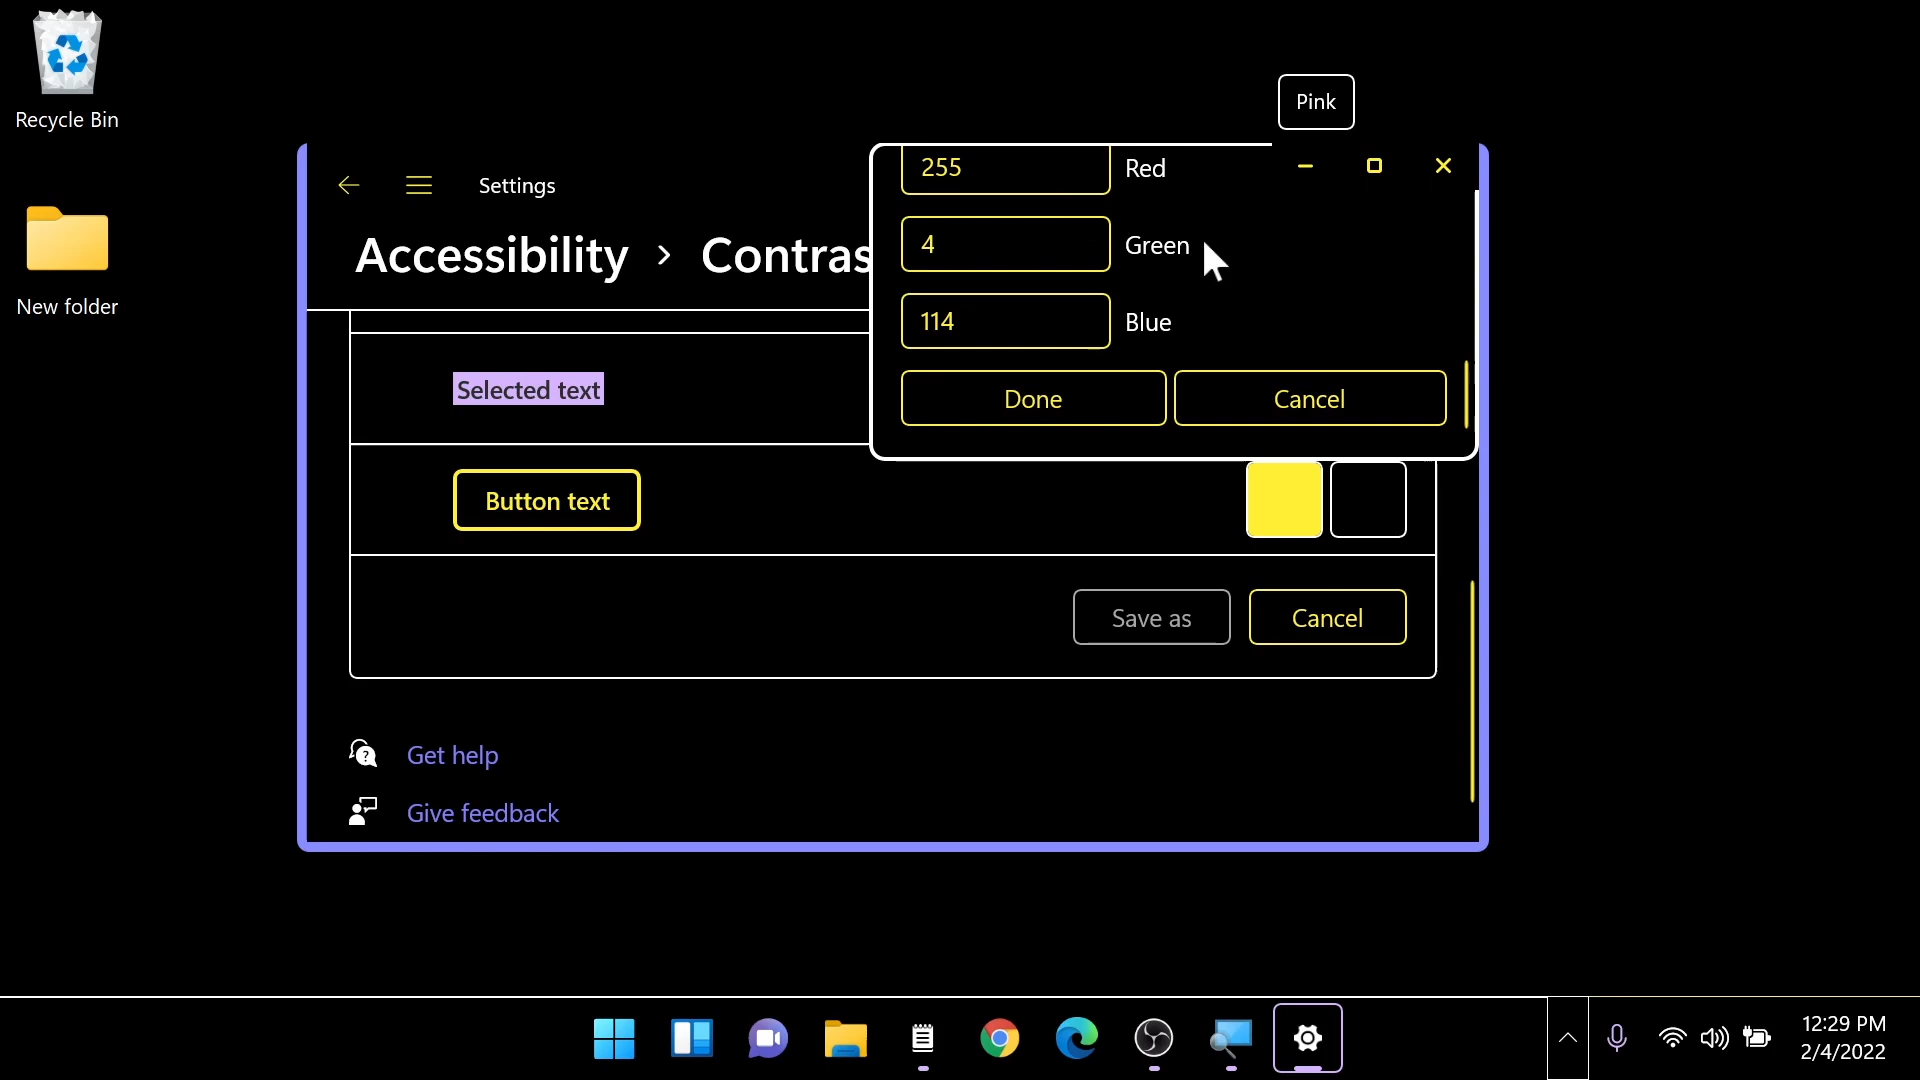 Recycle Bin
New folder
Pink
Settings
Accessibility › Contras
255 Red
4 Green
114 Blue
Done Cancel
Selected text
Button text
Save as Cancel
Get help
Give feedback
12:29 PM
2/4/2022